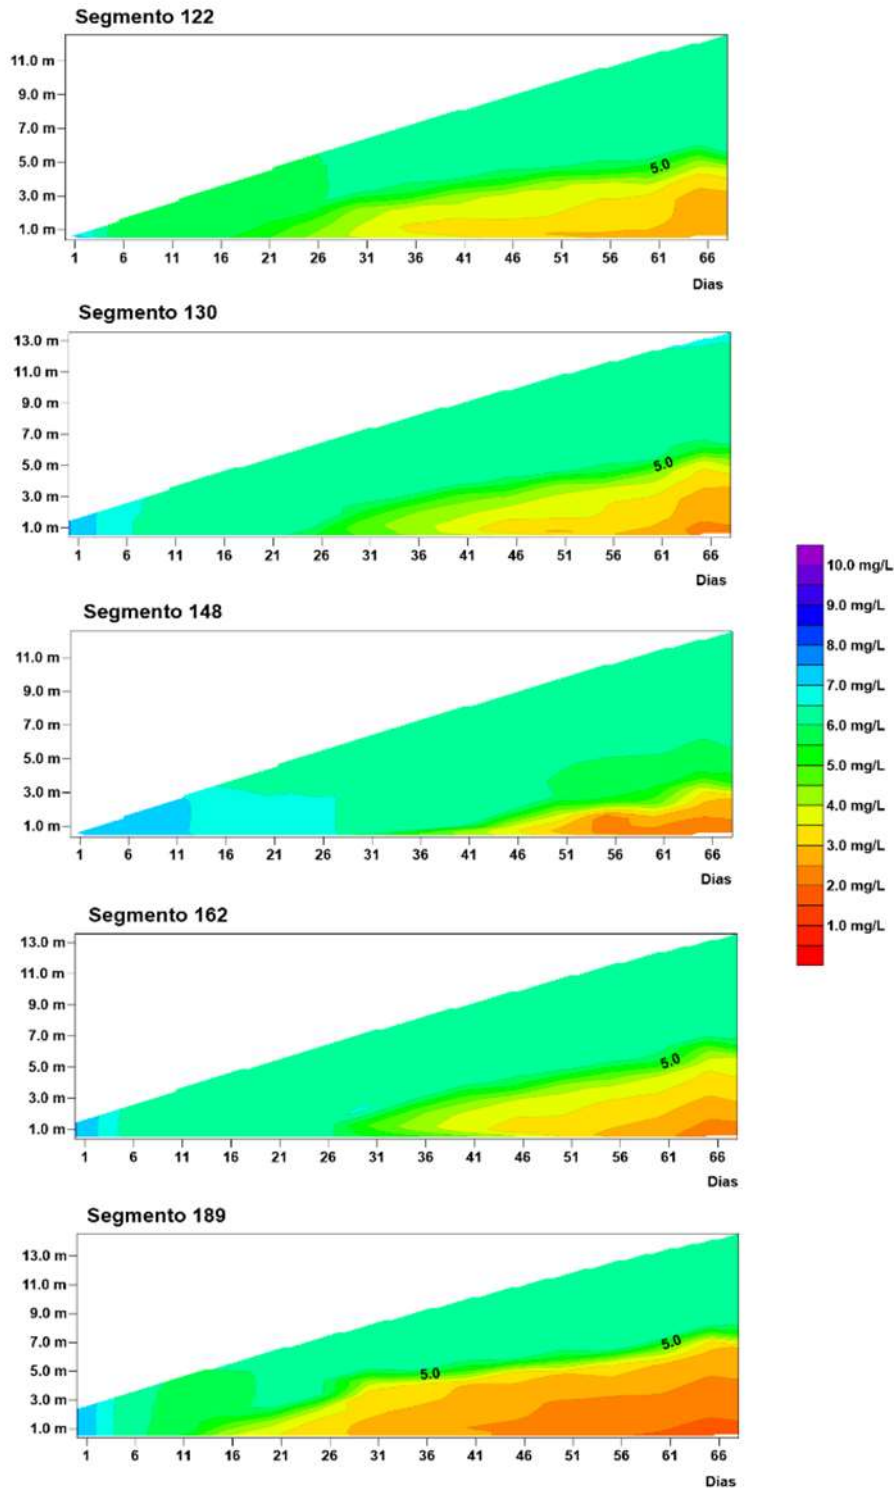 Segmento 122
11.0 m
9.0 m
7.0 m
5.0 m
3.0 m
1.0 m
5.0
1 6 11 16 21 26 31 36 41 46 51 56 61 66
Dias
Segmento 130
13.0 m
11.0 m
9.0 m
7.0 m
5.0 m
3.0 m
1.0 m
5.0
1 6 11 16 21 26 31 36 41 46 51 56 61 66
Dias
Segmento 148
11.0 m
9.0 m
7.0 m
5.0 m
3.0 m
1.0 m
1 6 11 16 21 26 31 36 41 46 51 56 61 66
Dias
Segmento 162
13.0 m
11.0 m
9.0 m
7.0 m
5.0 m
3.0 m
1.0 m
5.0
1 6 11 16 21 26 31 36 41 46 51 56 61 66
Dias
Segmento 189
13.0 m
11.0 m
9.0 m
7.0 m
5.0 m
3.0 m
1.0 m
5.0
5.0
1 6 11 16 21 26 31 36 41 46 51 56 61 66
Dias
10.0 mg/L
9.0 mg/L
8.0 mg/L
7.0 mg/L
6.0 mg/L
5.0 mg/L
4.0 mg/L
3.0 mg/L
2.0 mg/L
1.0 mg/L